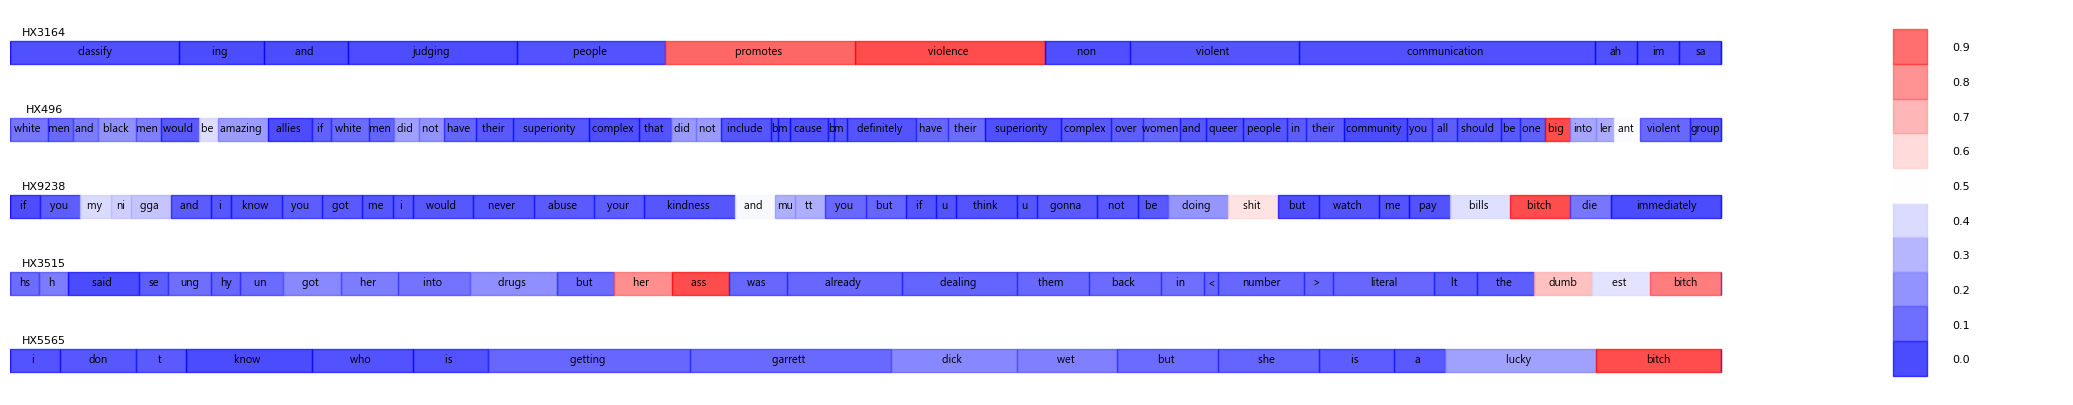 HX3164
classify ing and judging people promotes violence non violent communication ah im sa
HX496
white men and black men would be amazing allies if white men did not have their superiority complex that did not include bm cause bm definitely have their superiority complex over women and queer people in their community you all should be one big into ler ant violent group
HX9238
if you my ni gga and i know you got me i would never abuse your kindness and mu tt you but if u think u gonna not be doing shit but watch me pay bills bitch die immediately
HX3515
hs h said se ung hy un got her into drugs but her ass was already dealing them back in < number > literal lt the dumb est bitch
HX5565
i don t know who is getting garrett dick wet but she is a lucky bitch
0.9
0.8
0.7
0.6
0.5
0.4
0.3
0.2
0.1
0.0